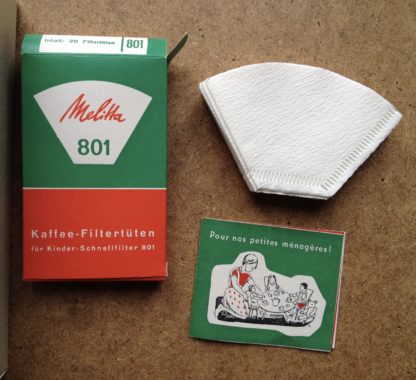 Inhalt: 20 Filtertüten
801
Melitta
801
Kaffee-Filtertüten
für Kinder-Schnellfilter 801
Pour nos petites ménagères!